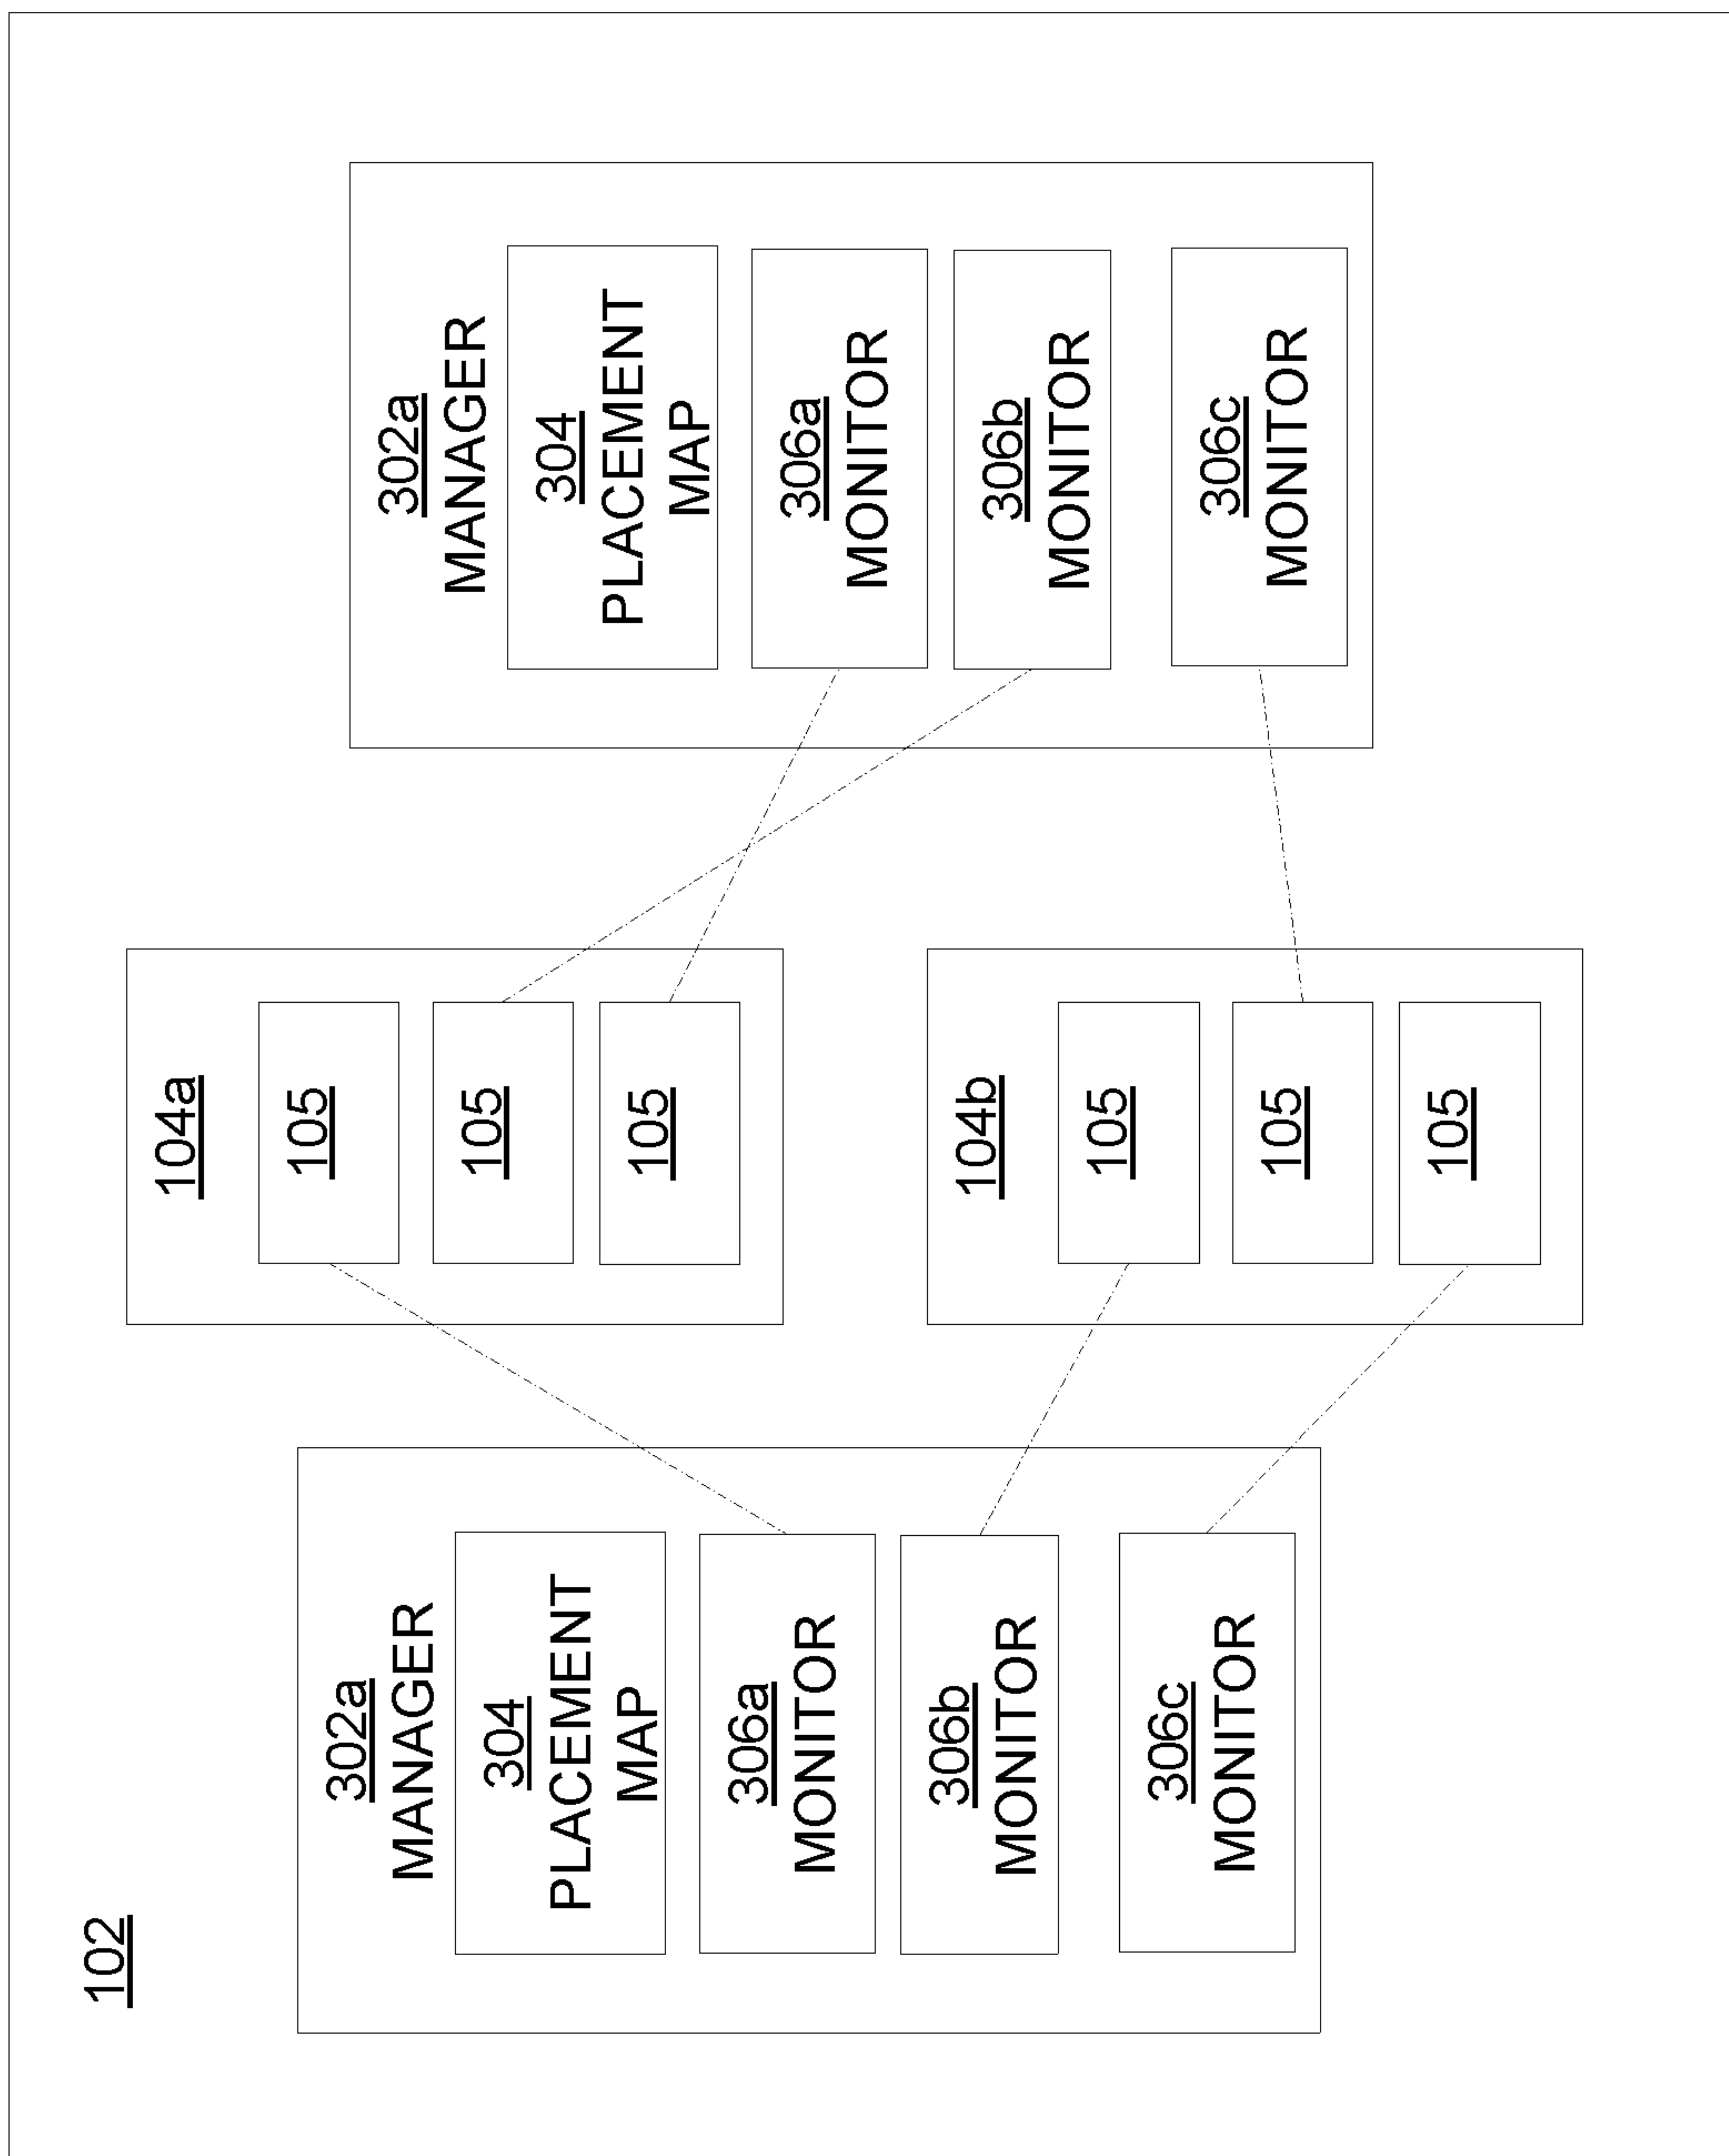 102
302a
MANAGER
304
PLACEMENT
MAP
306a
MONITOR
306b
MONITOR
306c
MONITOR
104a
105
105
105
104b
105
105
105
302a
MANAGER
304
PLACEMENT
MAP
306a
MONITOR
306b
MONITOR
306c
MONITOR